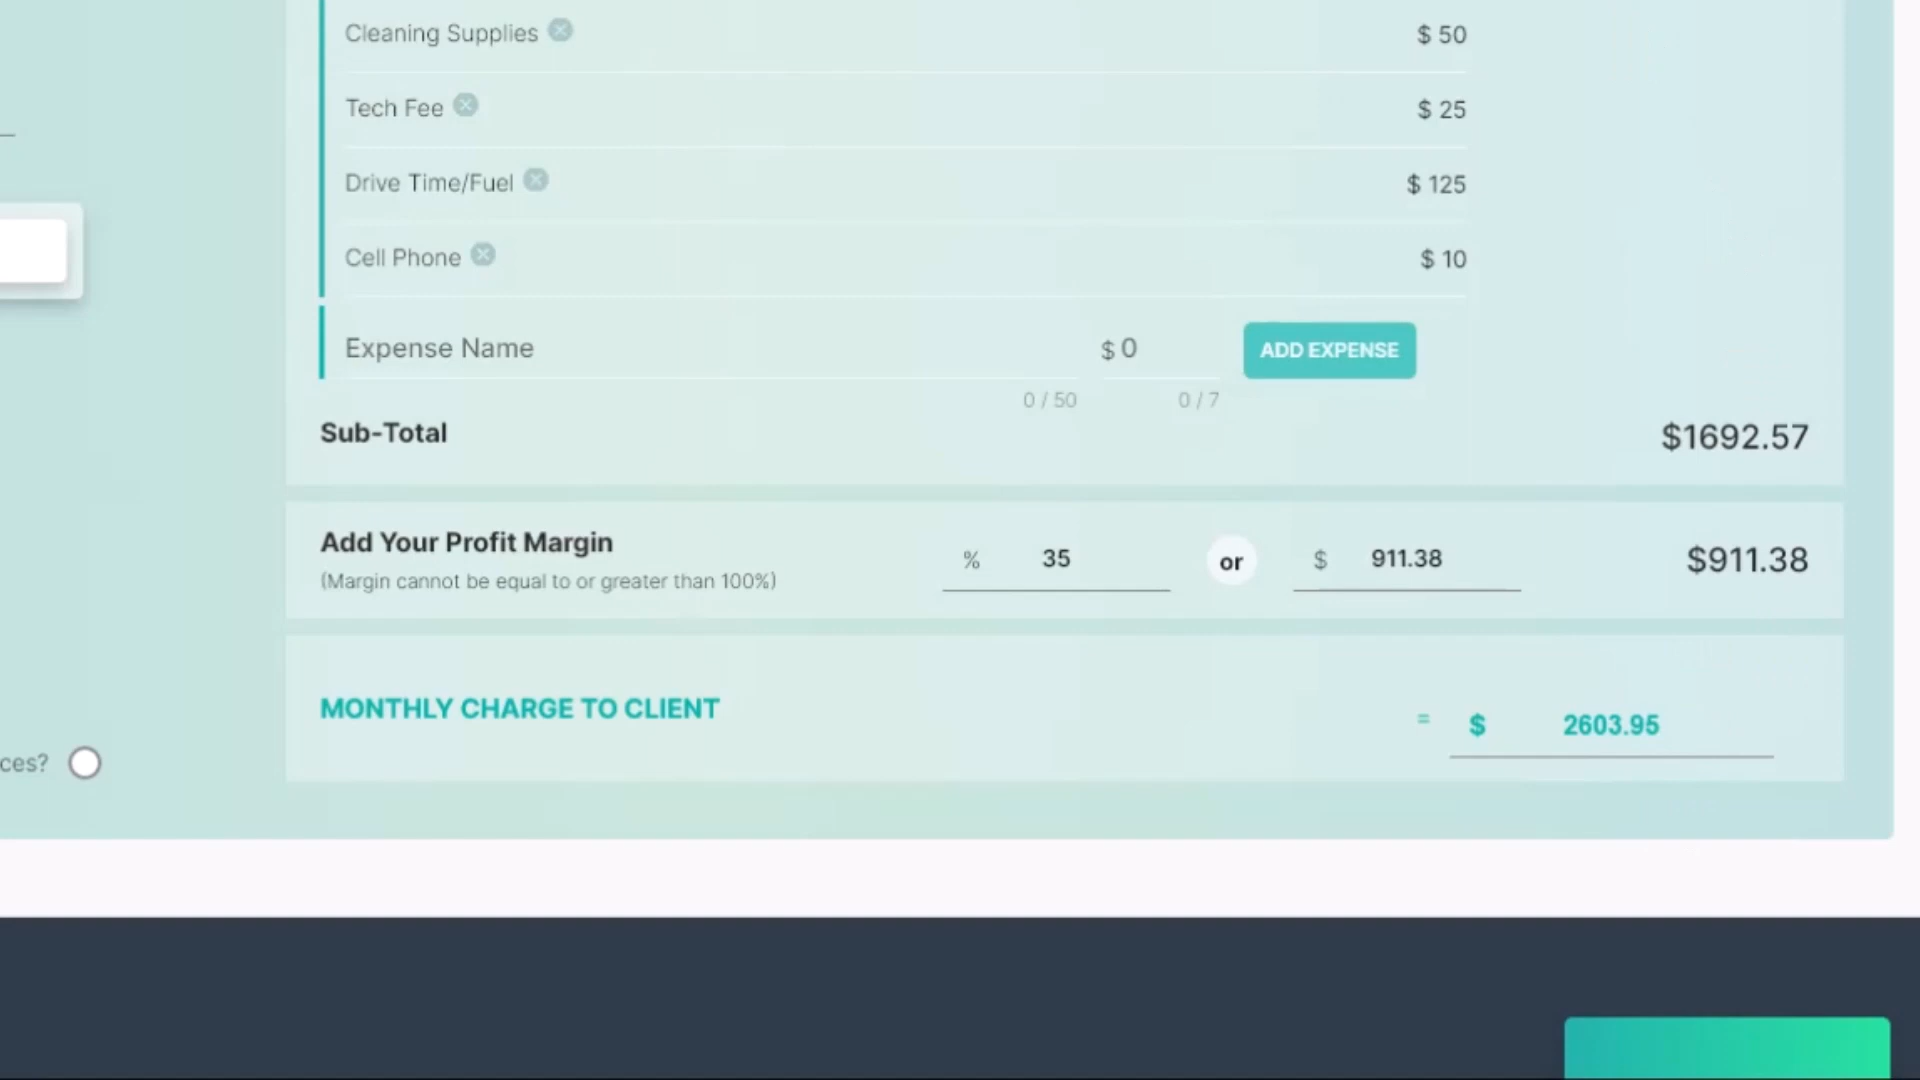 Cleaning Supplies $ 50
Tech Fee $ 25
Drive Time/Fuel $ 125
Cell Phone $ 10
Expense Name $ 0 ADD EXPENSE
0 / 50 0 / 7
Sub-Total $1692.57
Add Your Profit Margin % 35 or $ 911.38 $911.38
(Margin cannot be equal to or greater than 100%)
MONTHLY CHARGE TO CLIENT = $ 2603.95
ces?